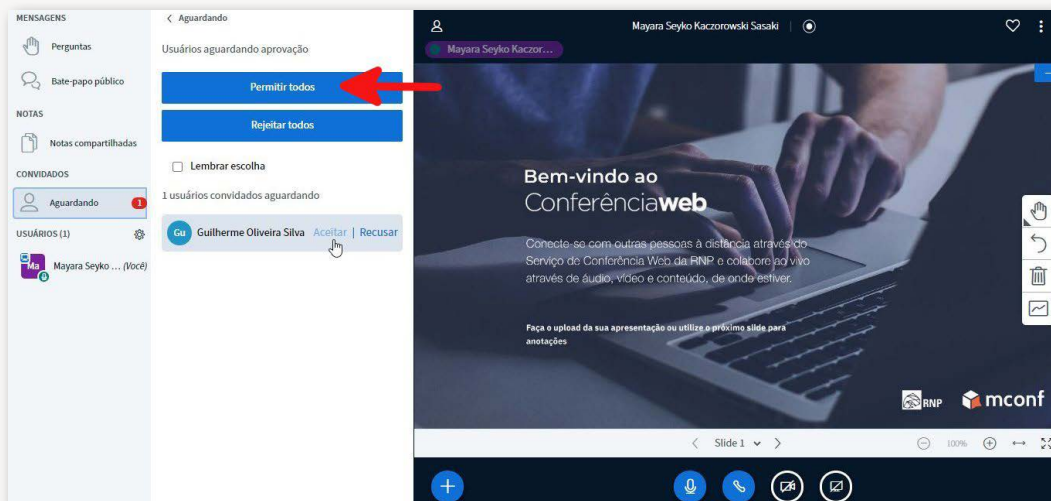 MENSAGENS
Perguntas
Bate-papo público
NOTAS
Notas compartilhadas
CONVIDADOS
Aguardando
1
USUÁRIOS (1)
Ma
Mayara Seyko ... (Você)
Aguardando
Usuários aguardando aprovação
Permitir todos
Rejeitar todos
Lembrar escolha
1 usuários convidados aguardando
Gu Guilherme Oliveira Silva Aceitar | Recusar
Mayara Seyko Kaczorowski Sasaki
Mayara Seyko Kaczor...
Bem-vindo ao
Conferênciaweb
Conecte-se com outras pessoas à distância através do
Serviço de Conferência Web da RNP e colabore ao vivo
através de áudio, vídeo e conteúdo, de onde estiver.
Faça o upload da sua apresentação ou utilize o próximo slide para
anotações
RNP mconf
Slide 1
100%